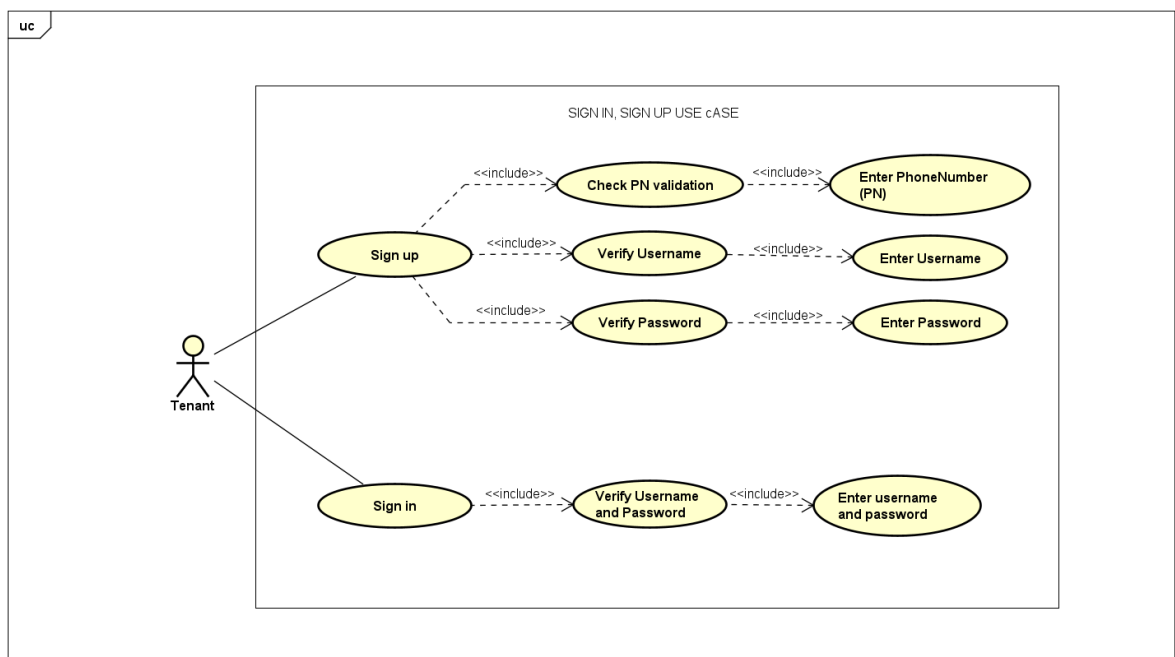 uc
SIGN IN, SIGN UP USE cASE
<<include>>
<<include>>
Check PN validation
Enter PhoneNumber
(PN)
<<include>>
<<include>>
Sign up
Verify Username
Enter Username
<<include>>
<<include>>
Verify Password
Enter Password
Tenant
<<include>>
<<include>>
Sign in
Verify Username
and Password
Enter username
and password